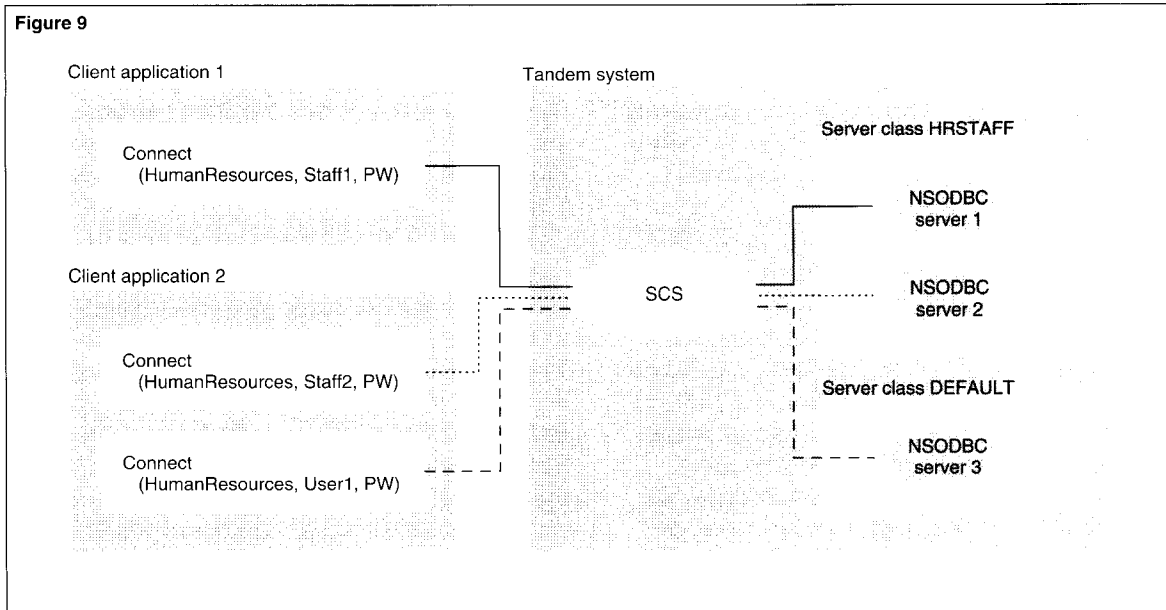 Figure 9
Client application 1
Connect
(HumanResources, Staff1, PW)
Client application 2
Connect
(HumanResources, Staff2, PW)
Connect
(HumanResources, User1, PW)
Tandem system
SCS
Server class HRSTAFF
NSODBC
server 1
NSODBC
server 2
Server class DEFAULT
NSODBC
server 3